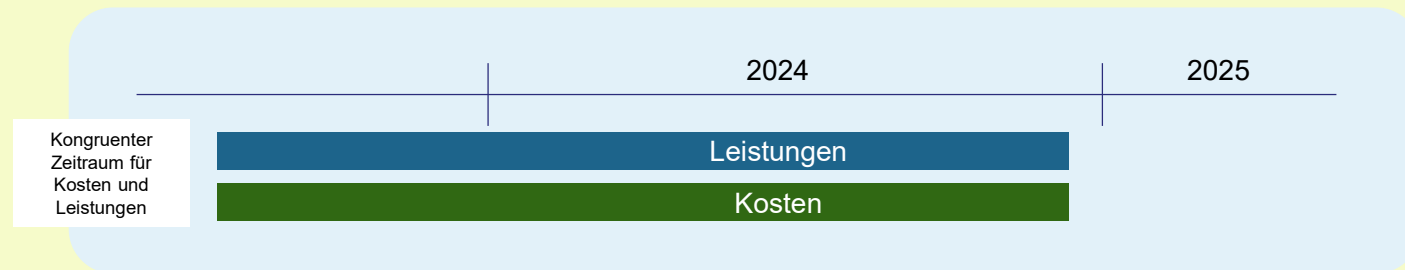 2024
2025
Kongruenter
Zeitraum für
Kosten und
Leistungen
Leistungen
Kosten